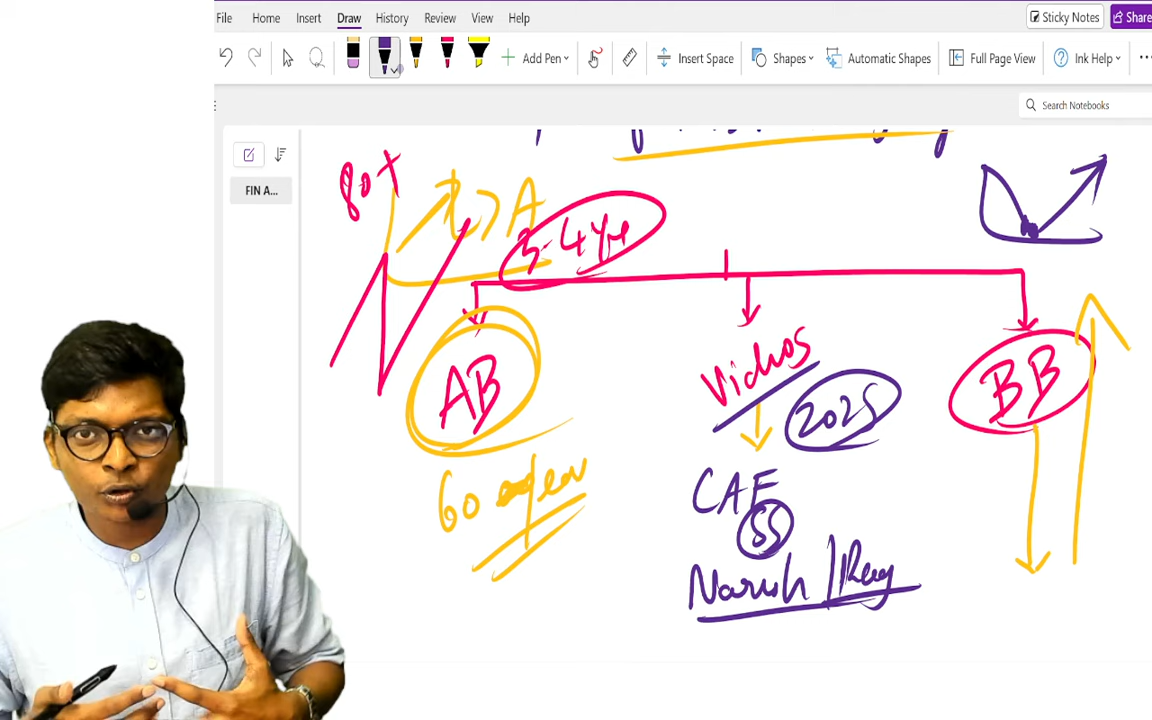 File Home Insert Draw History Review View Help Sticky Notes Share
Add Pen Insert Space Shapes Automatic Shapes Full Page View Ink Help
Search Notebooks
FIN A...
80+
A
3-4 yr
AB Videos BB
2025
60
CAF
SS